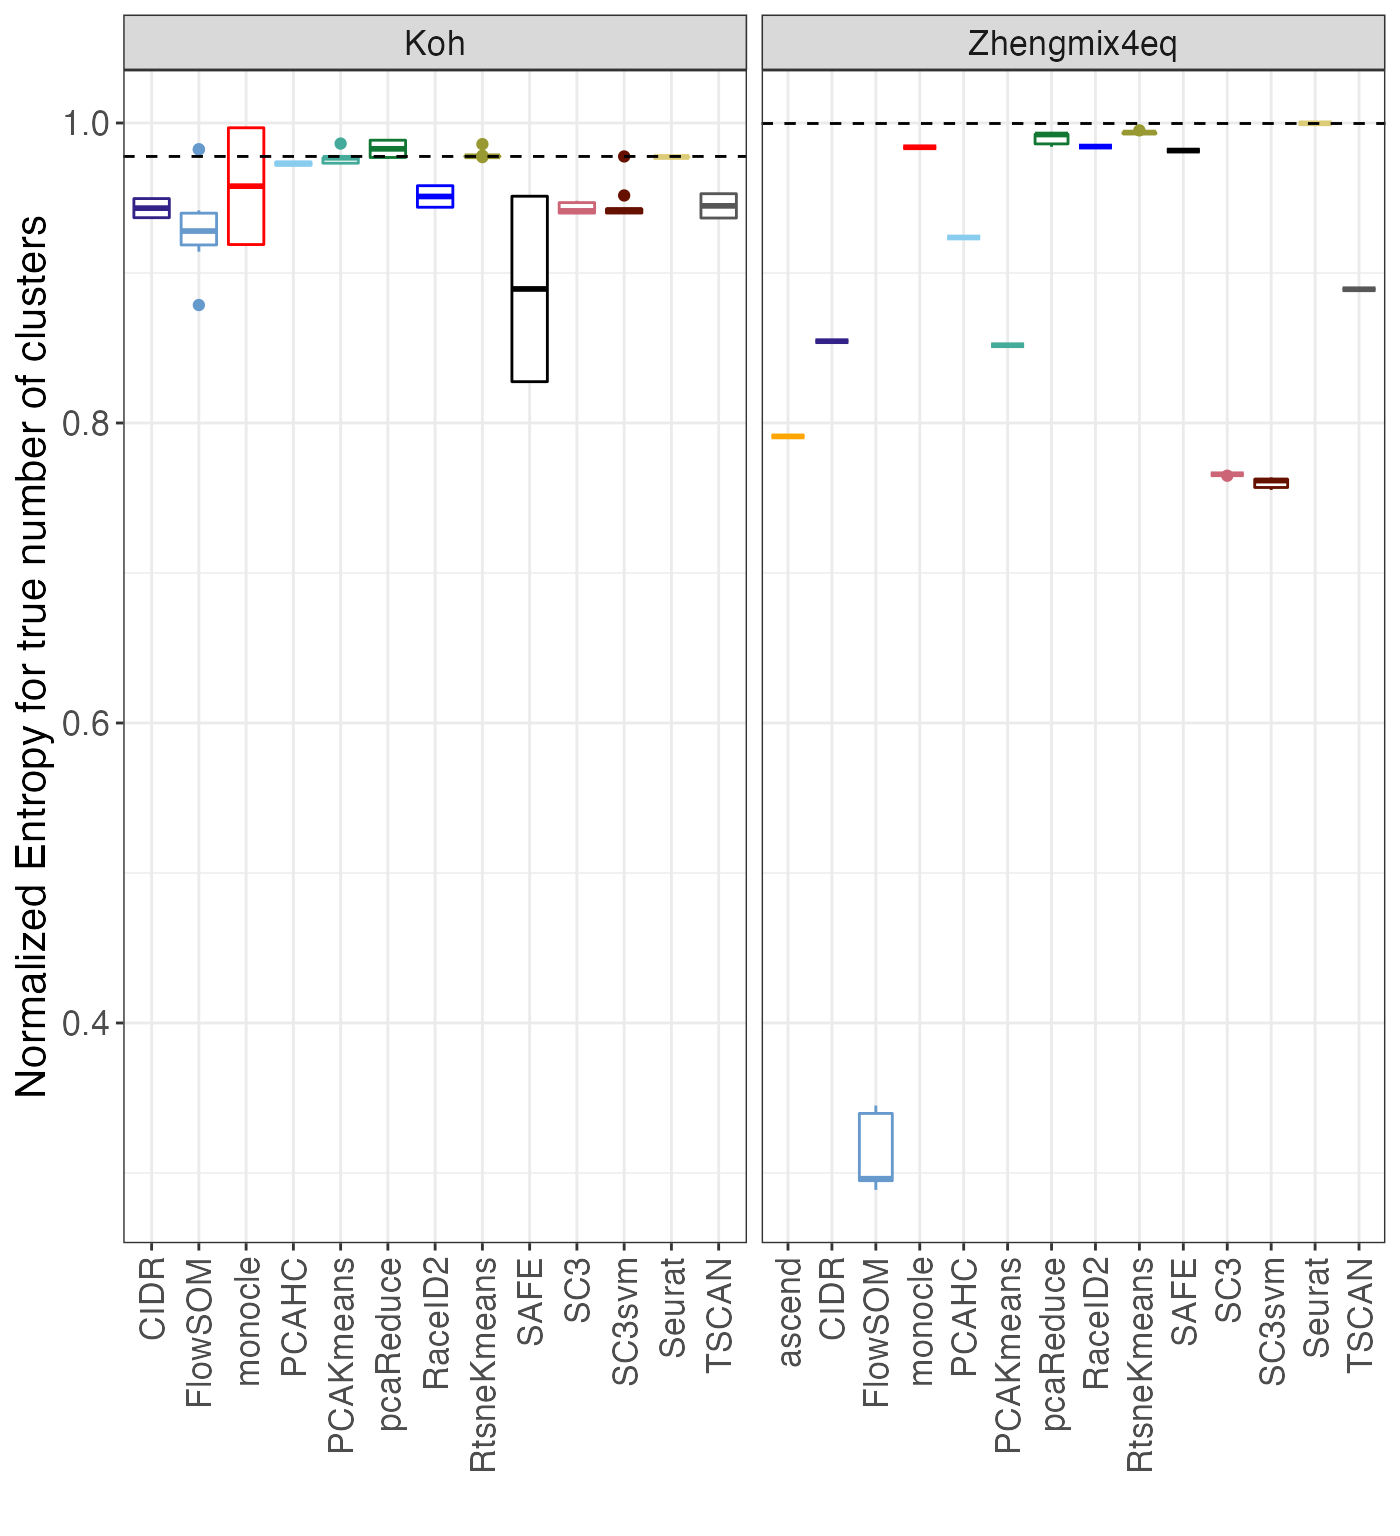 Koh
Zhengmix4eq
Normalized Entropy for true number of clusters
1.0
0.8
0.6
0.4
CIDR
FlowSOM
monocle
PCAHC
PCAKmeans
pcaReduce
RaceID2
RtsneKmeans
SAFE
SC3
SC3svm
Seurat
TSCAN
ascend
CIDR
FlowSOM
monocle
PCAHC
PCAKmeans
pcaReduce
RaceID2
RtsneKmeans
SAFE
SC3
SC3svm
Seurat
TSCAN